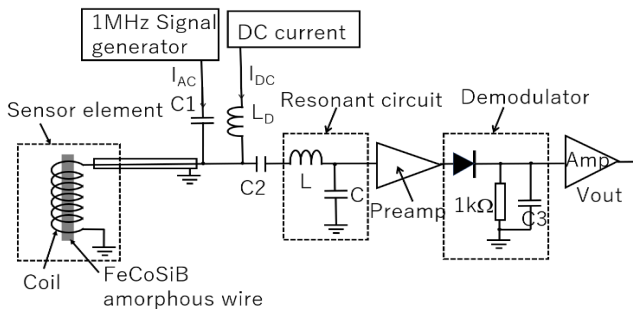 1MHz Signal
generator
DC current
I_AC
I_DC
C1
L_D
Sensor element
Resonant circuit
Demodulator
C2
L
C
Preamp
1kΩ
C3
Amp
Vout
Coil
FeCoSiB
amorphous wire